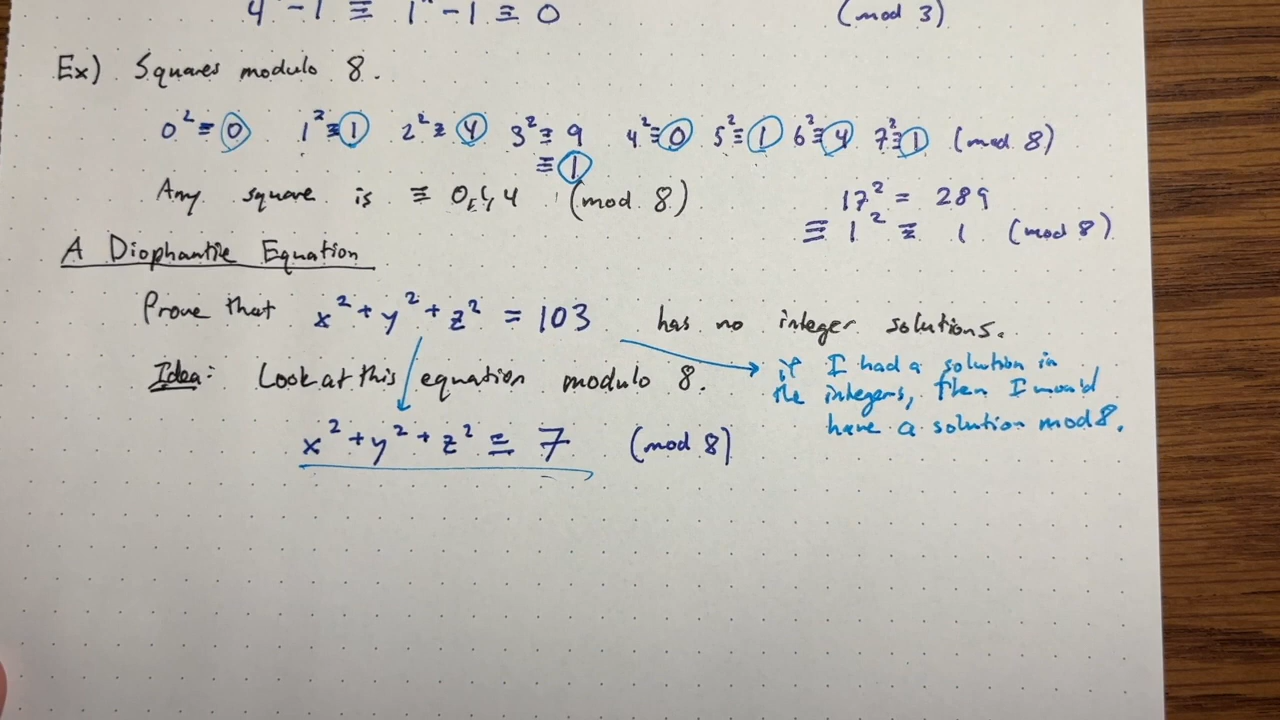 4 - 1 ≡ 1 - 1 ≡ 0 (mod 3)
Ex) Squares modulo 8.
0² ≡ 0 1² ≡ 1 2² ≡ 4 3² ≡ 9 4² ≡ 0 5² ≡ 1 6² ≡ 4 7² ≡ 1 (mod 8)
≡ 1
Any square is ≡ 0,1,4 (mod 8)
17² = 289
≡ 1² ≡ 1 (mod 8)
A Diophantine Equation
Prove that x² + y² + z² = 103 has no integer solutions.
Idea: Look at this equation modulo 8.
if I had a solution in
the integers, then I would
have a solution mod 8.
x² + y² + z² ≡ 7 (mod 8)